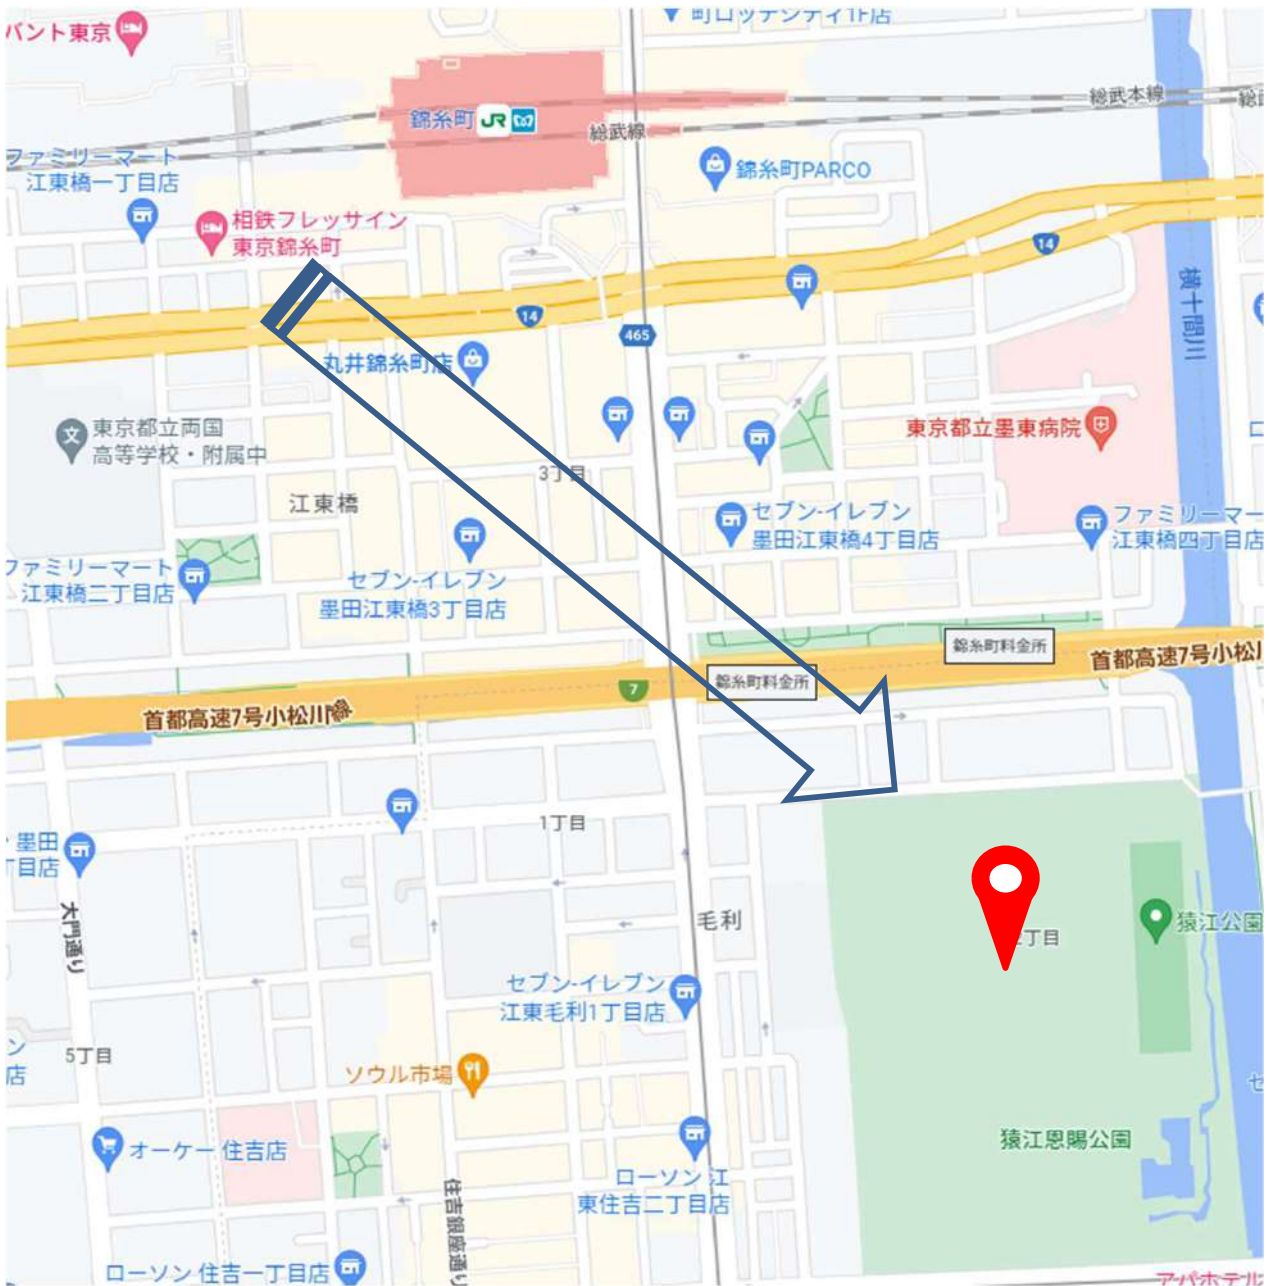 バント東京
町ロッテシティ1F店
錦糸町 JR
総武線
総武本線
総
ファミリーマート
江東橋一丁目店
相鉄フレッサイン
東京錦糸町
錦糸町PARCO
14
14
465
横十間川
丸井錦糸町店
東京都立両国
高等学校・附属中
東京都立墨東病院
3丁目
江東橋
セブン-イレブン
墨田江東橋4丁目店
ファミリーマー
江東橋四丁目店
ファミリーマート
江東橋二丁目店
セブン-イレブン
墨田江東橋3丁目店
錦糸町料金所
錦糸町料金所
首都高速7号小松川
首都高速7号小松川線
7
1丁目
墨田
丁目店
大門通り
毛利
2丁目
猿江公園
セブン-イレブン
江東毛利1丁目店
ン
店
5丁目
ソウル市場
セ
オーケー 住吉店
猿江恩賜公園
ローソン 江
東住吉二丁目店
住吉銀座通り
ローソン 住吉一丁目店
アパホテル